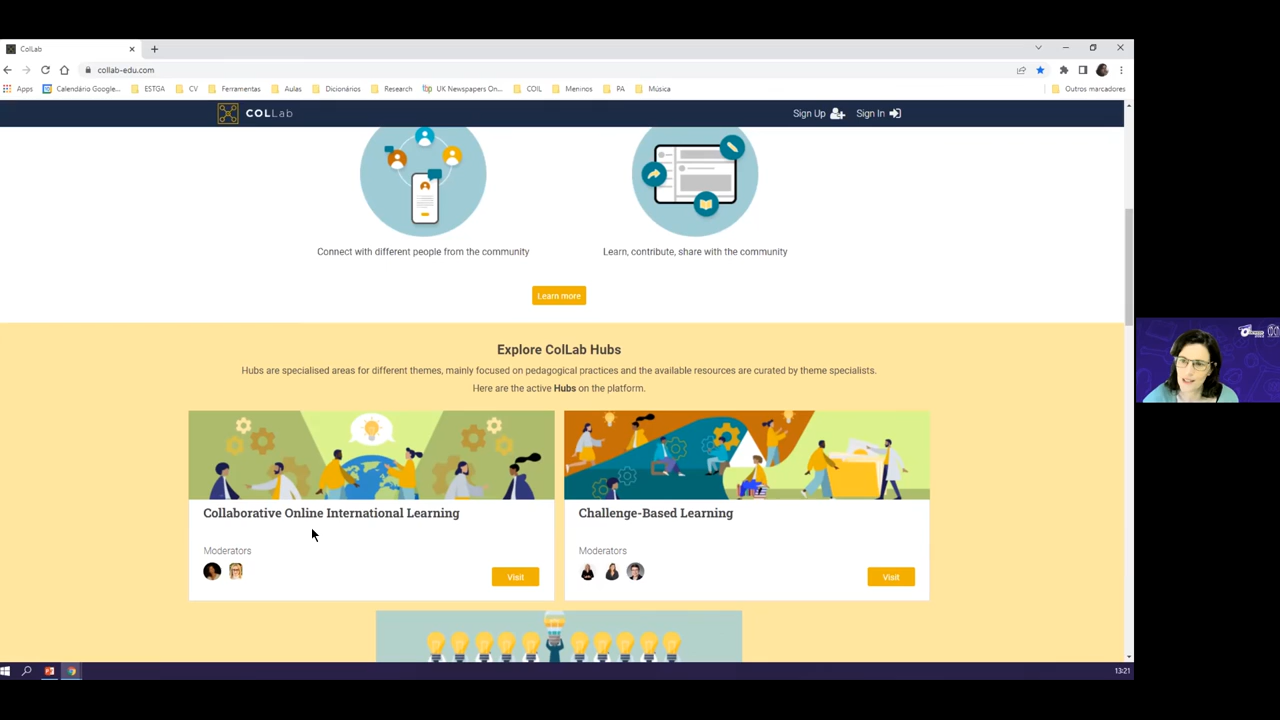 ColLab
collab-edu.com
Apps Calendário Google... ESTGA CV Ferramentas Aulas Dicionários Research UK Newspapers On... COIL Meninos PA Música Outros marcadores
COLLab Sign Up Sign In
Connect with different people from the community
Learn, contribute, share with the community
Learn more
Explore ColLab Hubs
Hubs are specialised areas for different themes, mainly focused on pedagogical practices and the available resources are curated by theme specialists.
Here are the active Hubs on the platform.
Collaborative Online International Learning
Moderators
Visit
Challenge-Based Learning
Moderators
Visit
13:21